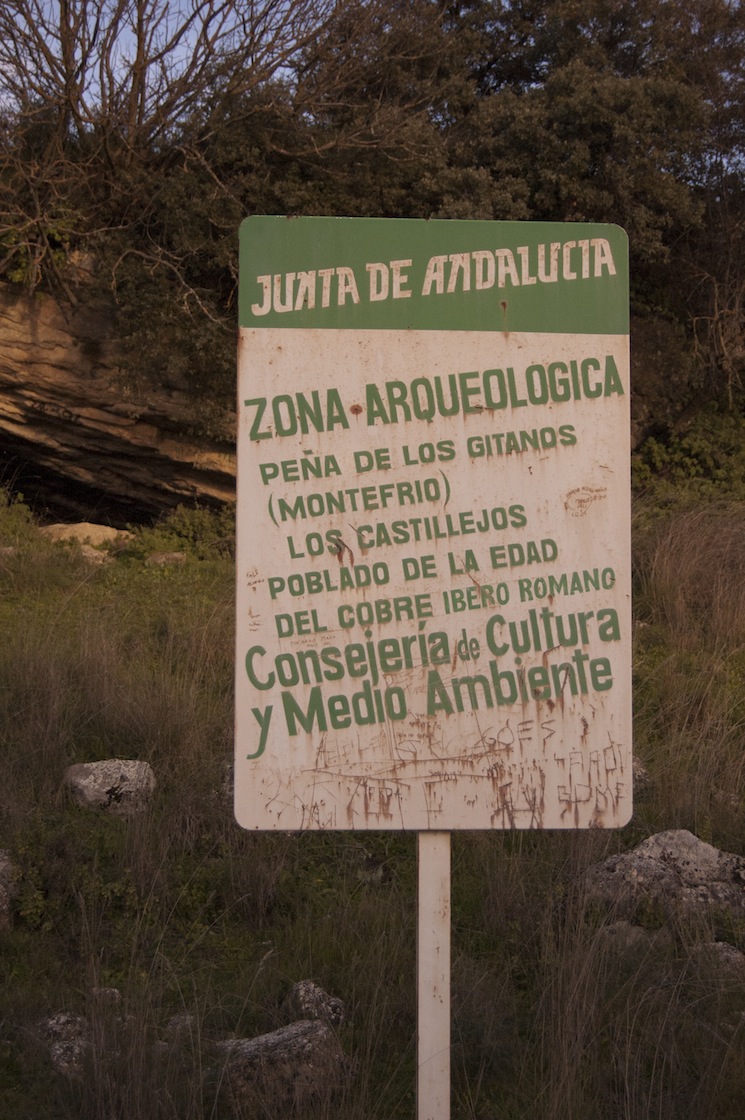 JUNTA DE ANDALUCIA
ZONA ARQUEOLOGICA
PEÑA DE LOS GITANOS
(MONTEFRIO)
LOS CASTILLEJOS
POBLADO DE LA EDAD
DEL COBRE IBERO ROMANO
Consejería de Cultura
y Medio Ambiente